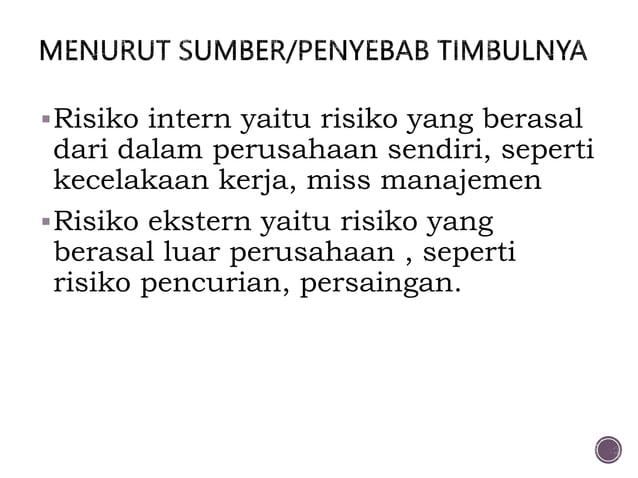 MENURUT SUMBER/PENYEBAB TIMBULNYA
▪Risiko intern yaitu risiko yang berasal
dari dalam perusahaan sendiri, seperti
kecelakaan kerja, miss manajemen
▪Risiko ekstern yaitu risiko yang
berasal luar perusahaan , seperti
risiko pencurian, persaingan.